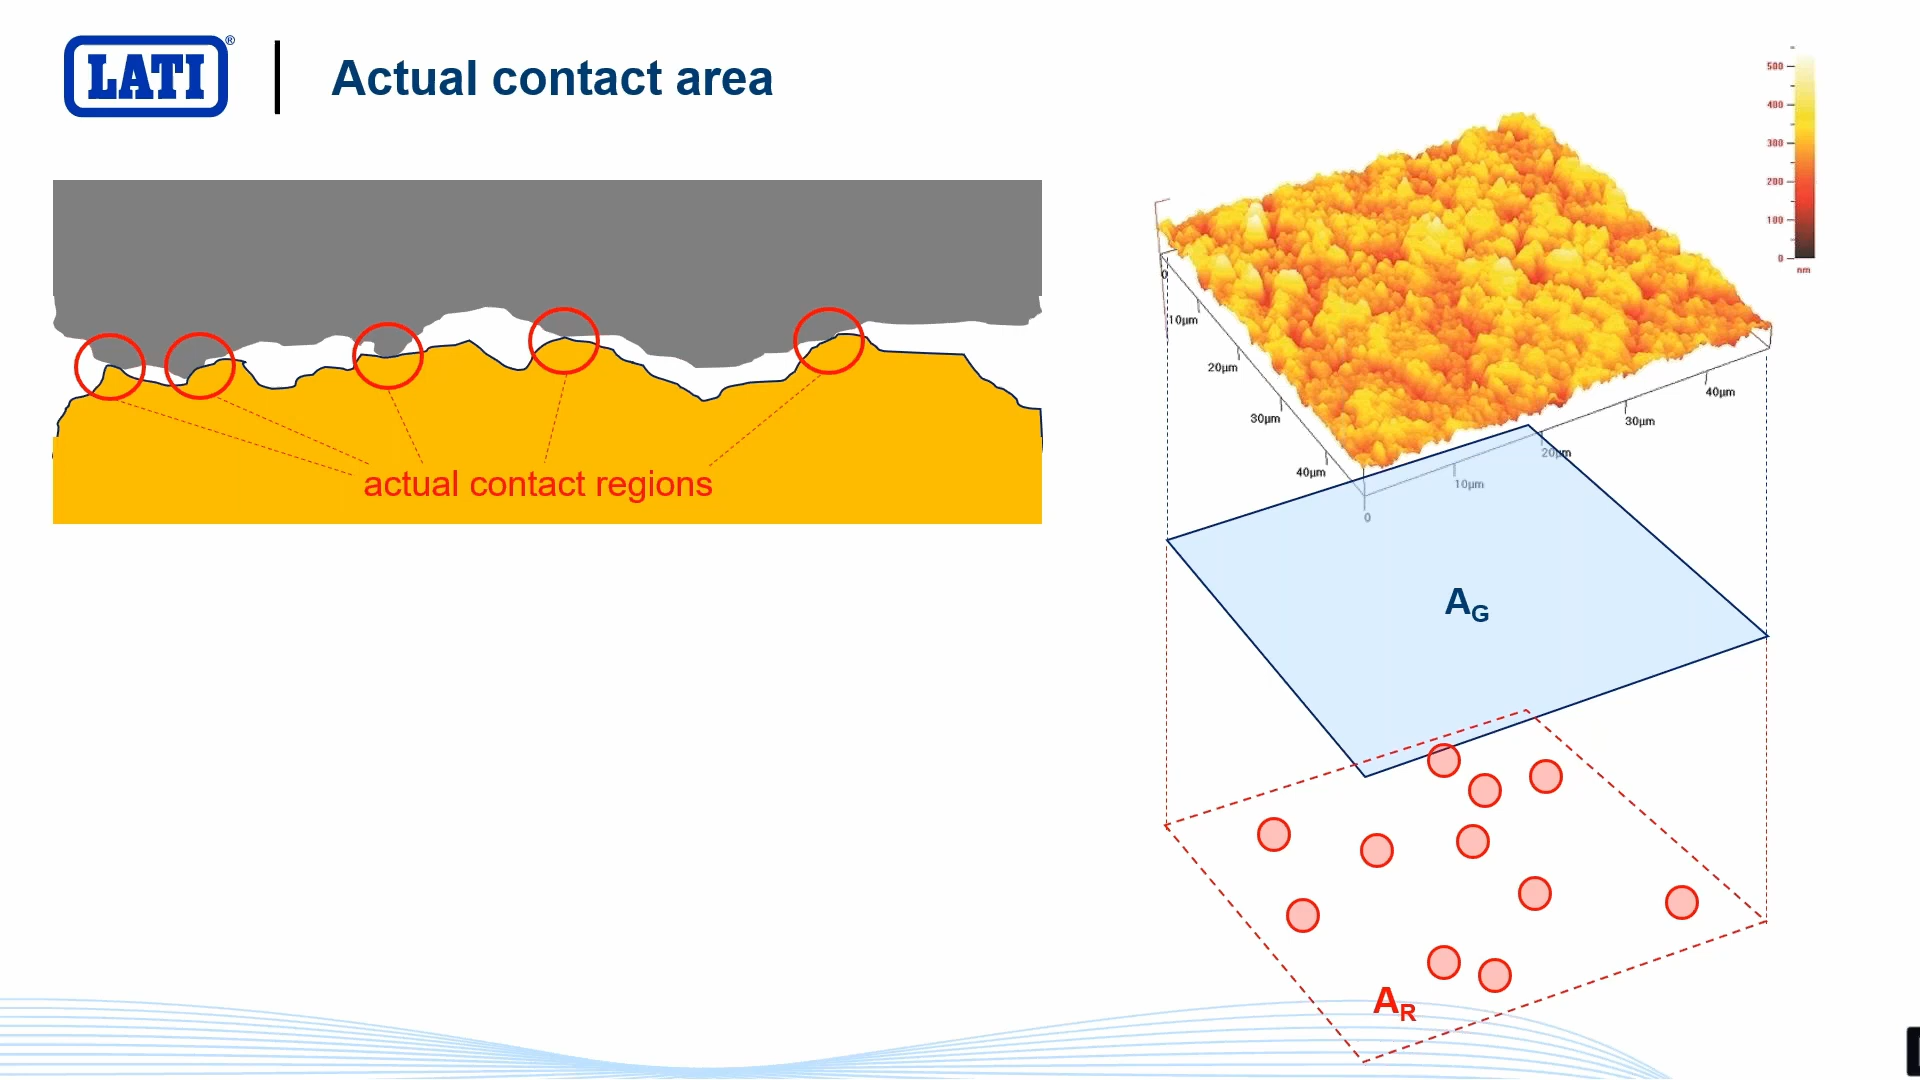 LATI®
Actual contact area
500
400
300
200
100
0
nm
0
10μm
20μm
30μm
40μm
40μm
30μm
20μm
10μm
0
actual contact regions
AG
AR